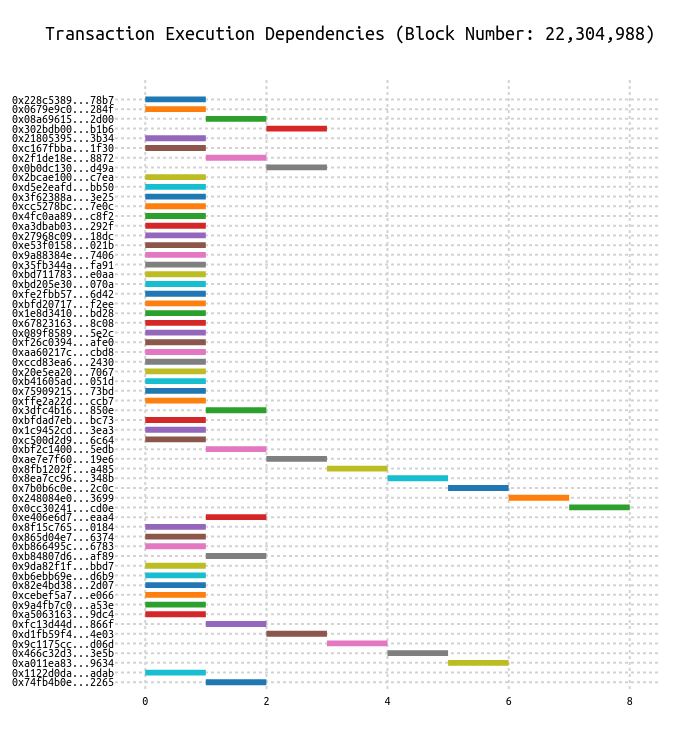 Transaction Execution Dependencies (Block Number: 22,304,988)
0x228c5389...78b7
0x0679e9c0...284f
0x08a69615...2d00
0x302bdb00...b1b6
0x21805395...3b34
0xc167fbba...1f30
0x2f1de18e...8872
0x0b0dc130...d49a
0x2bcae100...c7ea
0xd5e2eafd...bb50
0x3f62388a...3e25
0xcc5278bc...7e0c
0x4fc0aa89...c8f2
0xa3dbab03...292f
0x27968c09...18dc
0xe53f0158...021b
0x9a88384e...7406
0x35fb344a...fa91
0xbd711783...e0aa
0xbd205e30...070a
0xfe2fbb57...6d42
0xbfd20717...f2ee
0x1e8d3410...bd28
0x67823163...8c08
0x089f8589...5e2c
0xf26c0394...afe0
0xaa60217c...cbd8
0xccd83ea6...2430
0x20e5ea20...7067
0xb41605ad...051d
0x75909215...73bd
0xffe2a22d...ccb7
0x3dfc4b16...850e
0xbfdad7eb...bc73
0x1c9452cd...3ea3
0xc500d2d9...6c64
0xbf2c1400...5edb
0xae7e7f60...19e6
0x8fb1202f...a485
0x8ea7cc96...348b
0x7b0b6c0e...2c0c
0x248084e0...3699
0x0cc30241...cd0e
0xe406e6d7...eaa4
0x8f15c765...0184
0x865d04e7...6374
0xb866495c...6783
0xb84807d6...af89
0x9da82f1f...bbd7
0xb6ebb69e...d6b9
0x82e4bd38...2d07
0xcebef5a7...e066
0x9a4fb7c0...a53e
0xa5063163...9dc4
0xfc13d44d...866f
0xd1fb59f4...4e03
0x9c1175cc...d06d
0x466c32d3...3e5b
0xa011ea83...9634
0x1122d0da...adab
0x74fb4b0e...2265
0 2 4 6 8